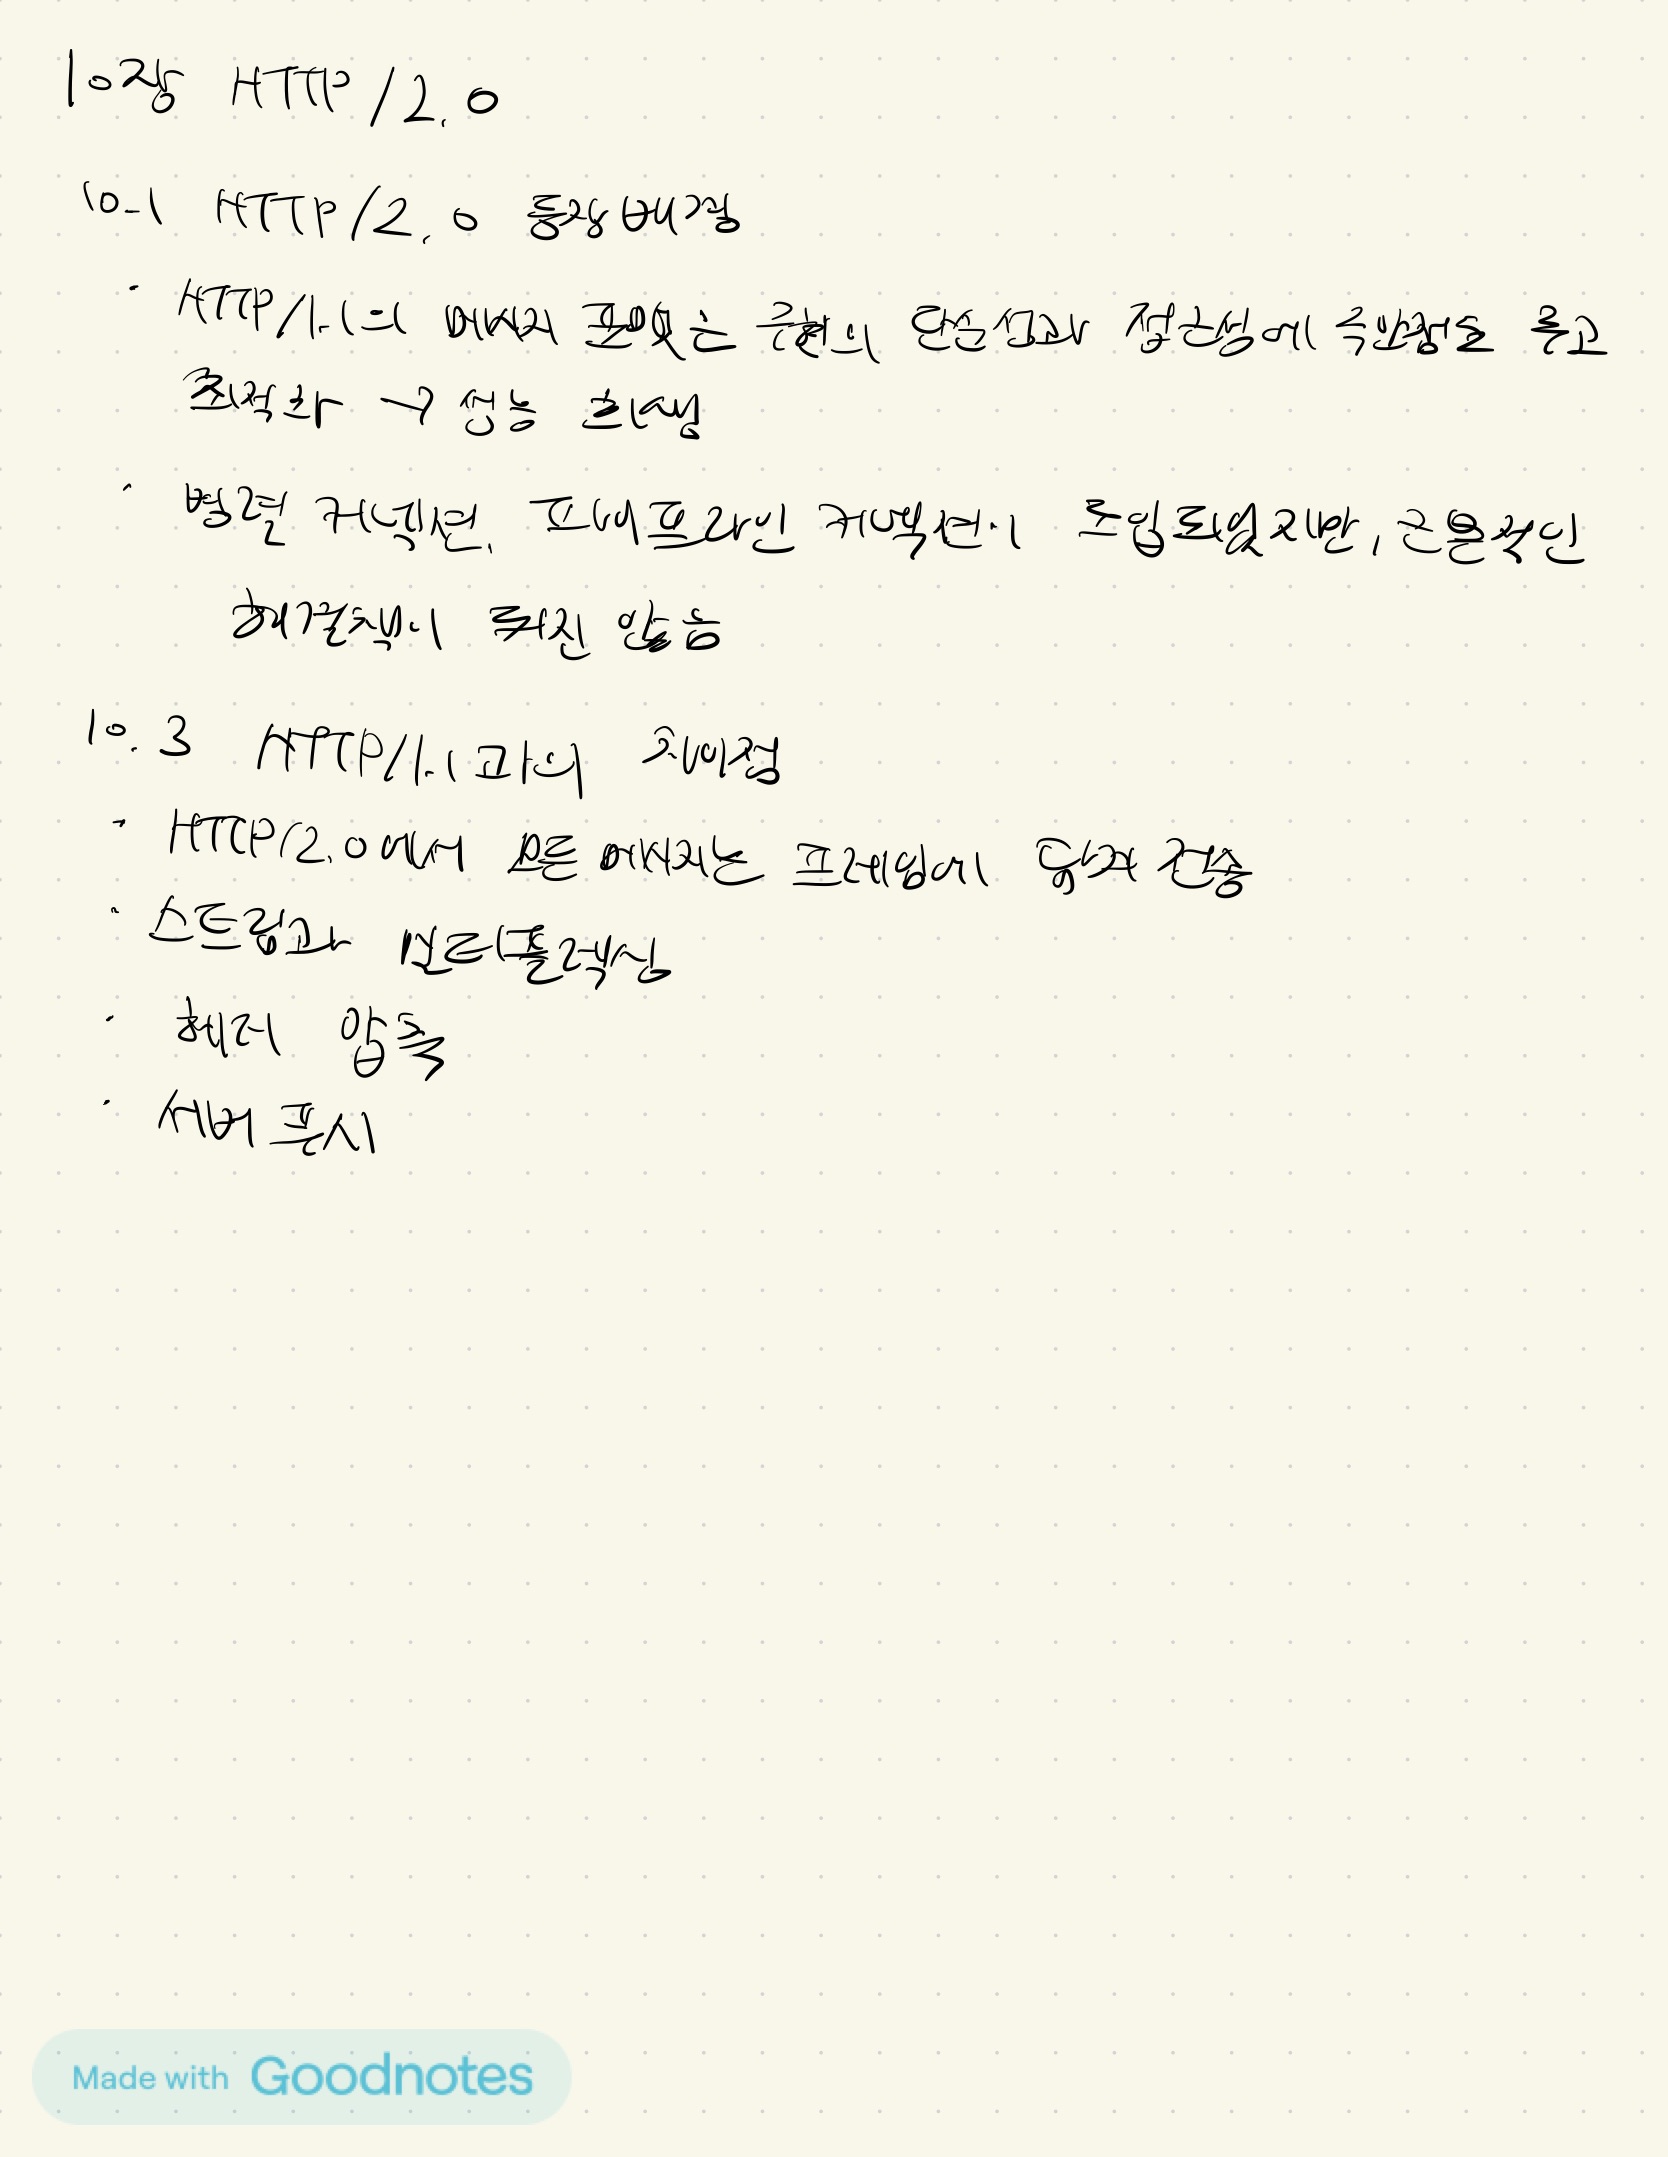 10장 HTTP/2.0
10.1 HTTP/2.0 등장배경
· HTTP/1.1의 메시지 포맷은 구현의 단순성과 접근성에 주안점을 두고
최적화 → 성능 희생
· 병렬 커넥션, 파이프라인 커넥션이 도입되었지만, 근본적인
해결책이 되진 않음
10.3 HTTP/1.1과의 차이점
· HTTP/2.0에서 모든 메시지는 프레임에 담겨 전송
· 스트림과 멀티플렉싱
· 헤더 압축
· 서버 푸시
Made with Goodnotes